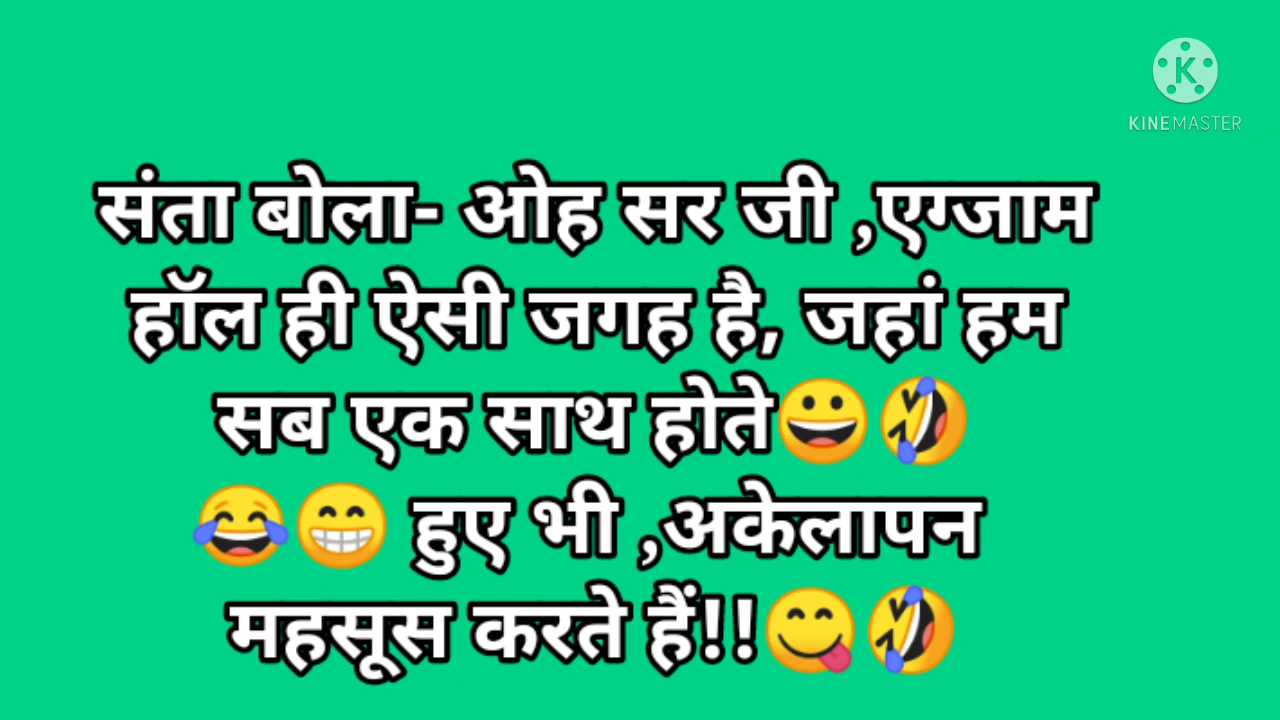 KINEMASTER
संता बोला- ओह सर जी ,एग्जाम
हॉल ही ऐसी जगह है, जहां हम
सब एक साथ होते😀🤣
😂😁 हुए भी ,अकेलापन
महसूस करते हैं!!😋🤣